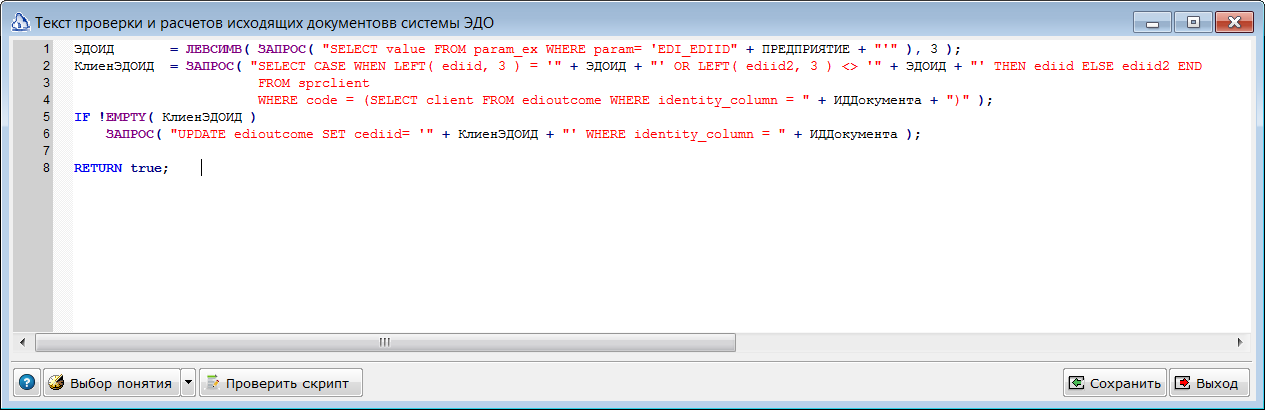 Текст проверки и расчетов исходящих документовв системы ЭДО
1 ЭДОИД = ЛЕВСИМВ( ЗАПРОС( "SELECT value FROM param_ex WHERE param= 'EDI_EDIID" + ПРЕДПРИЯТИЕ + "'" ), 3 );
2 КлиенЭДОИД = ЗАПРОС( "SELECT CASE WHEN LEFT( ediid, 3 ) = '" + ЭДОИД + "' OR LEFT( ediid2, 3 ) <> '" + ЭДОИД + "' THEN ediid ELSE ediid2 END
3 FROM sprclient
4 WHERE code = (SELECT client FROM edioutcome WHERE identity_column = " + ИДДокумента + ")" );
5 IF !EMPTY( КлиенЭДОИД )
6 ЗАПРОС( "UPDATE edioutcome SET cediid= '" + КлиенЭДОИД + "' WHERE identity_column = " + ИДДокумента );
7
8 RETURN true;
? Выбор понятия Проверить скрипт Сохранить Выход